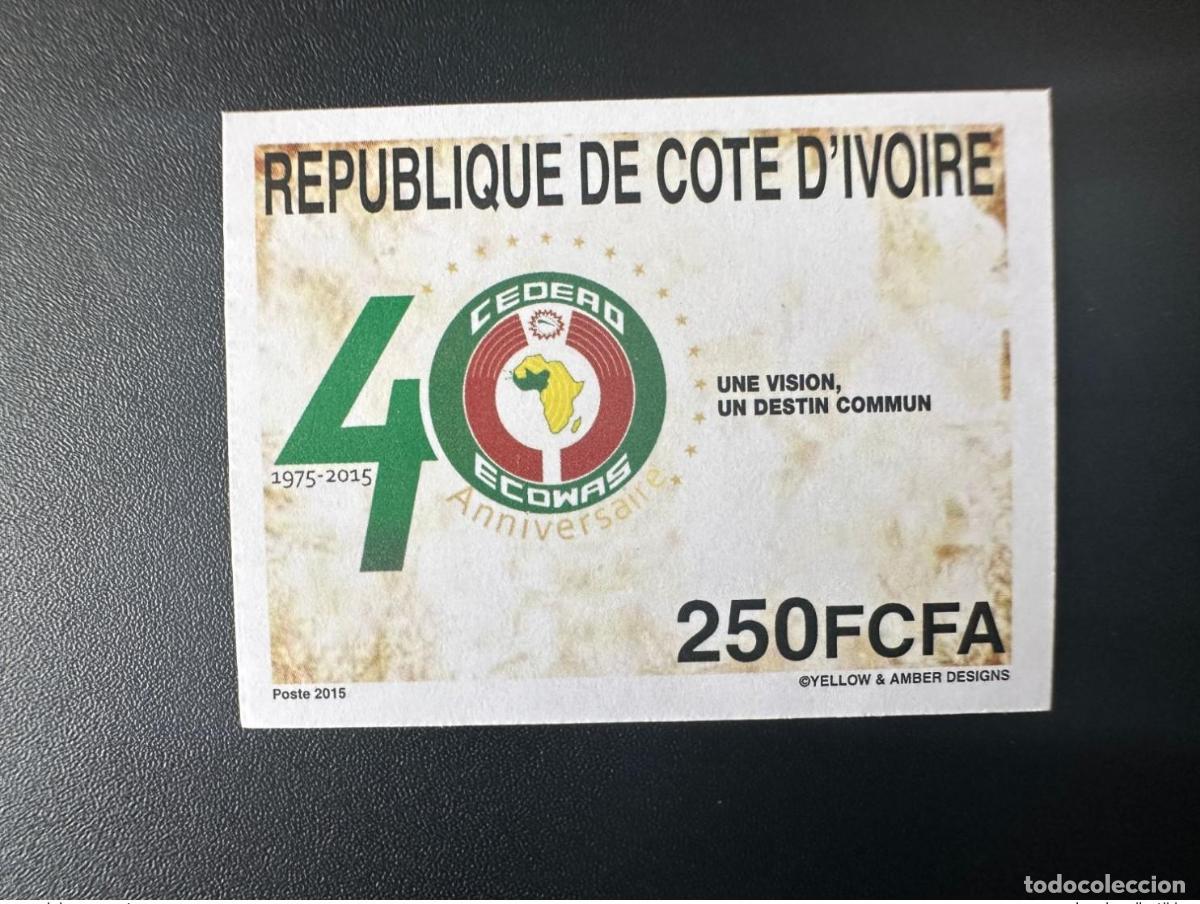 REPUBLIQUE DE COTE D'IVOIRE
40
CEDEAO
ECOWAS
1975-2015
Anniversaire
UNE VISION,
UN DESTIN COMMUN
250FCFA
©YELLOW & AMBER DESIGNS
Poste 2015
todocoleccion